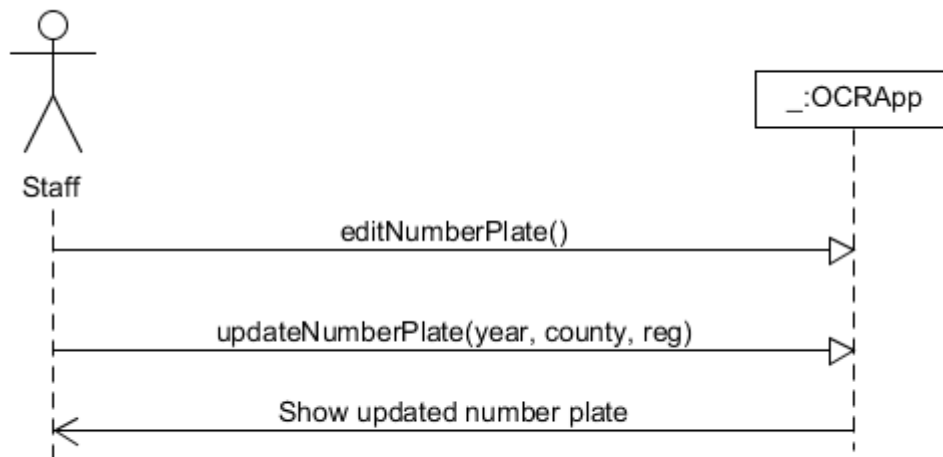 _:OCRApp
Staff
editNumberPlate()
updateNumberPlate(year, county, reg)
Show updated number plate